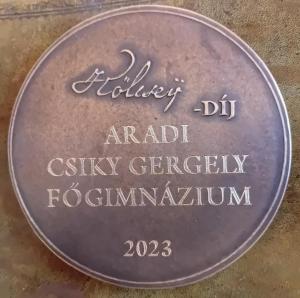 Kölcsey
-DÍJ
ARADI
CSIKY GERGELY
FŐGIMNÁZIUM
2023